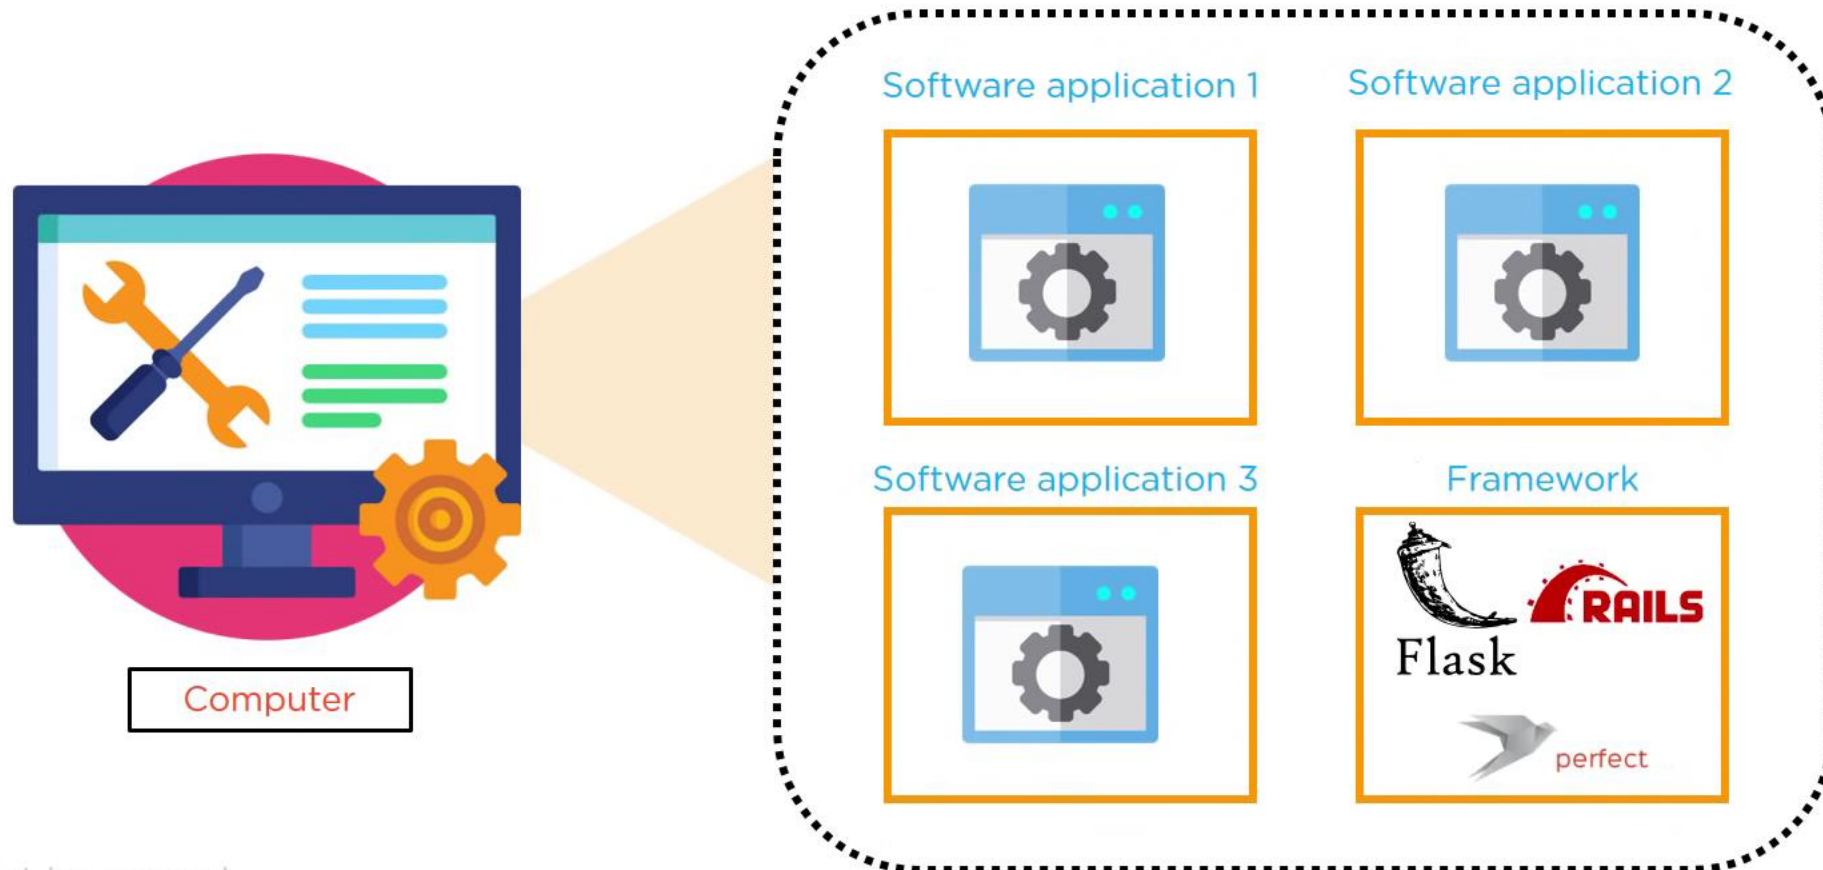 Software application 1
Software application 2
Software application 3
Framework
Flask
RAILS
perfect
Computer